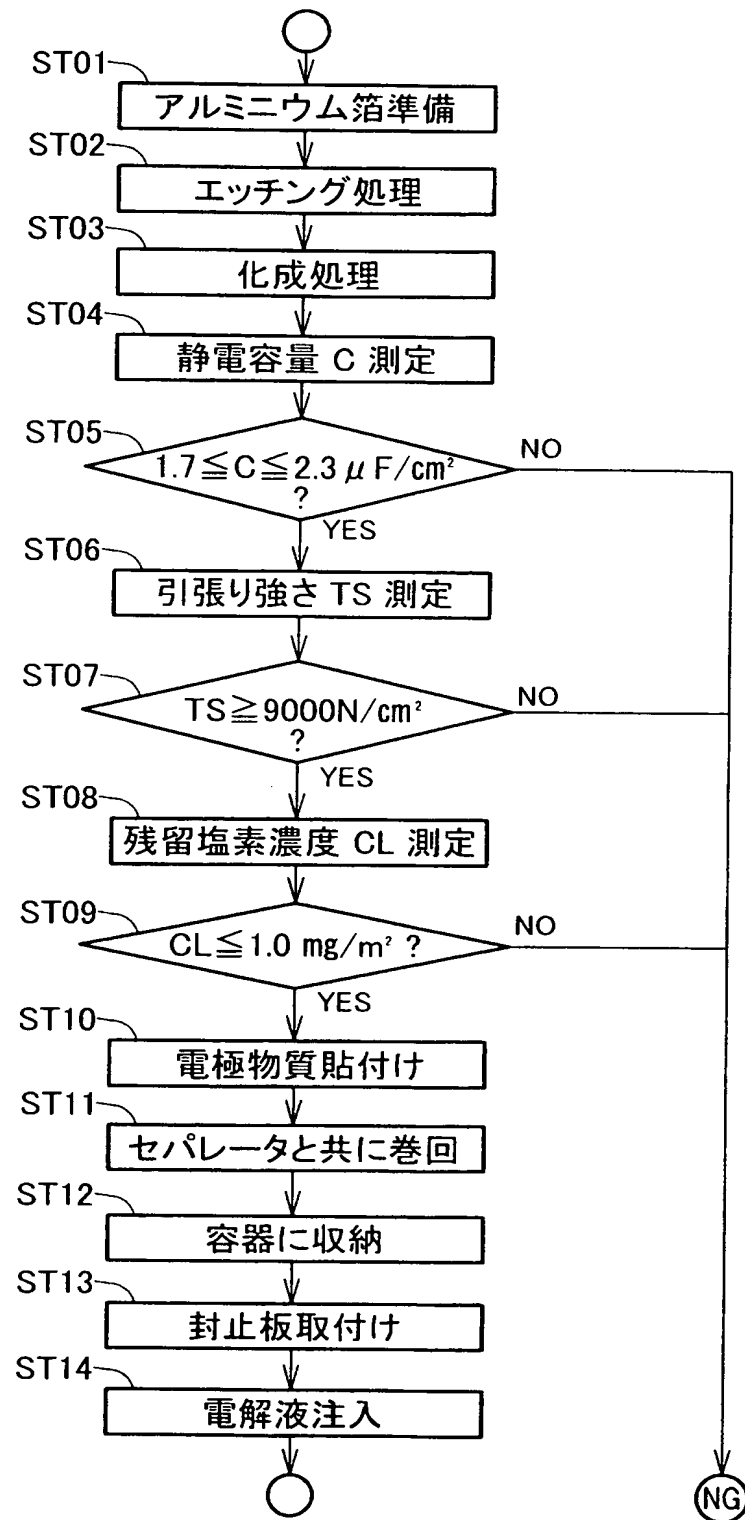 ST01
アルミニウム箔準備
ST02
エッチング処理
ST03
化成処理
ST04
静電容量 C 測定
ST05
1.7≦C≦2.3 μF/cm²
?
NO
YES
ST06
引張り強さ TS 測定
ST07
TS≧9000N/cm²
?
NO
YES
ST08
残留塩素濃度 CL 測定
ST09
CL≦1.0 mg/m² ?
NO
YES
ST10
電極物質貼付け
ST11
セパレータと共に巻回
ST12
容器に収納
ST13
封止板取付け
ST14
電解液注入
NG